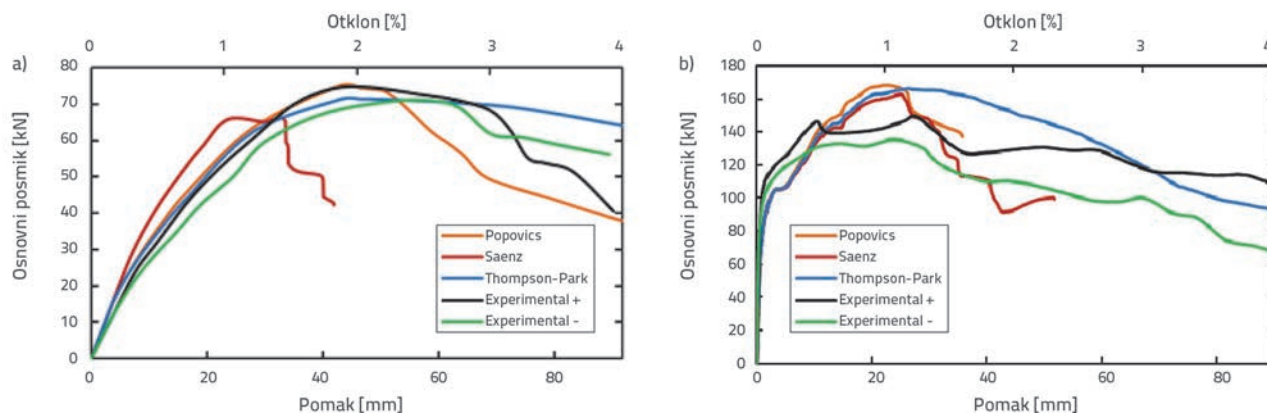 a)
Otklon [%]
0 1 2 3 4
Osnovni posmik [kN]
80
70
60
50
40
30
20
10
0
Popovics
Saenz
Thompson-Park
Experimental +
Experimental -
0 20 40 60 80
Pomak [mm]
b)
Otklon [%]
0 1 2 3 4
Osnovni posmik [kN]
180
160
140
120
100
80
60
40
20
0
Popovics
Saenz
Thompson-Park
Experimental +
Experimental -
0 20 40 60 80
Pomak [mm]